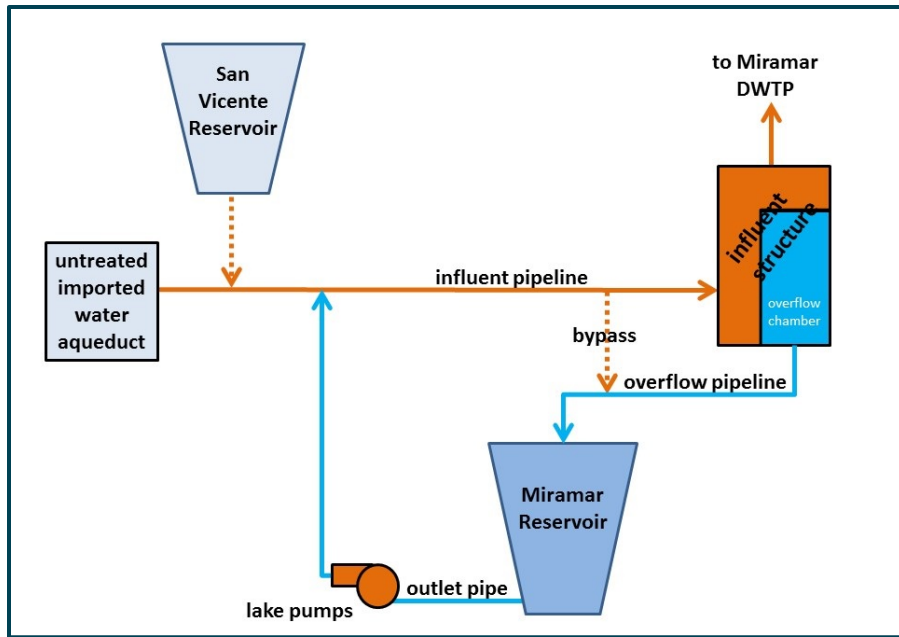 San
Vicente
Reservoir
to Miramar
DWTP
untreated
imported
water
aqueduct
influent pipeline
influent
structure
overflow
chamber
bypass
overflow pipeline
Miramar
Reservoir
outlet pipe
lake pumps